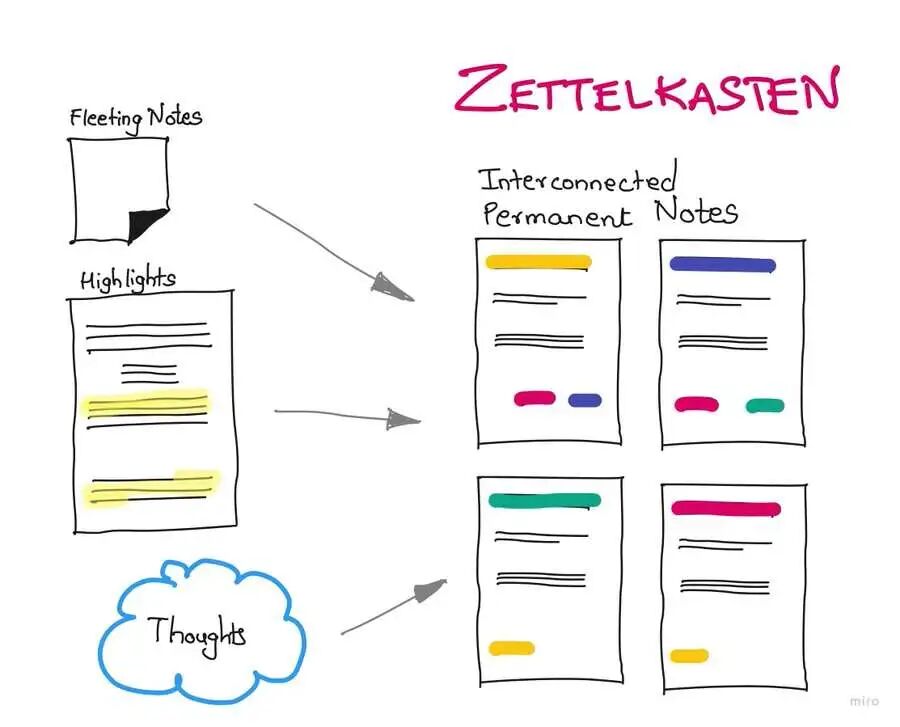 ZETTELKASTEN
Fleeting Notes
Interconnected
Permanent Notes
Highlights
Thoughts
miro